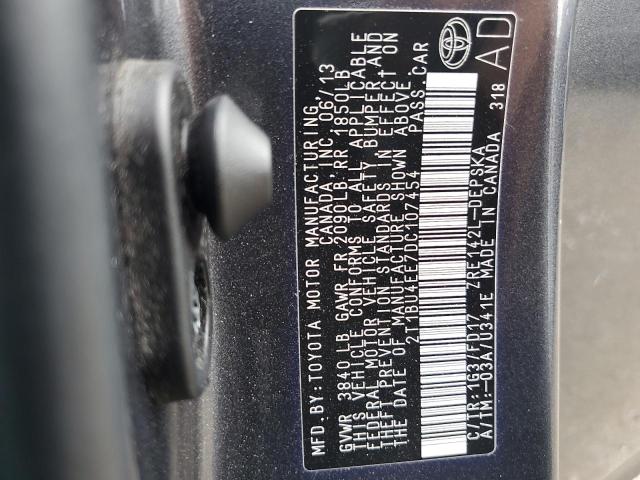 MFD. BY: TOYOTA MOTOR MANUFACTURING
CANADA, INC. 06/13
GVWR 3840 LB GAWR FR 2090LB, RR 1850LB
THIS VEHICLE CONFORMS TO ALL APPLICABLE
FEDERAL MOTOR VEHICLE SAFETY BUMPER, AND
THEFT PREVENTION STANDARDS IN EFFECT ON
THE DATE OF MANUFACTURE SHOWN ABOVE.
2T1BU4EE7DC107454 PASS. CAR
C/TR: 1G3/FD17 ZRE142L-DEPSKA
A/TM: -03A/U341E MADE IN CANADA 318
AD